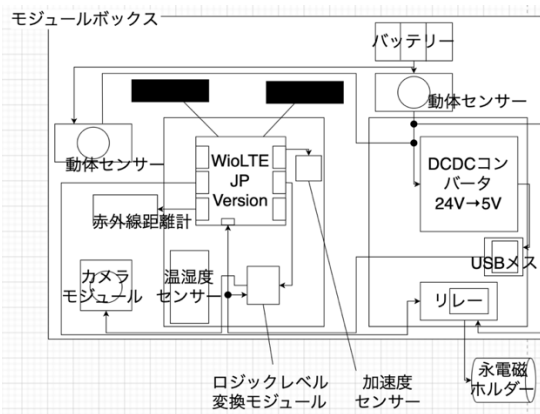 モジュールボックス
バッテリー
動体センサー
動体センサー
WioLTE
JP
Version
DCDCコン
バータ
24V→5V
赤外線距離計
USBメス
カメラ
モジュール
温湿度
センサー
リレー
ロジックレベル
変換モジュール
加速度
センサー
永電磁
ホルダー